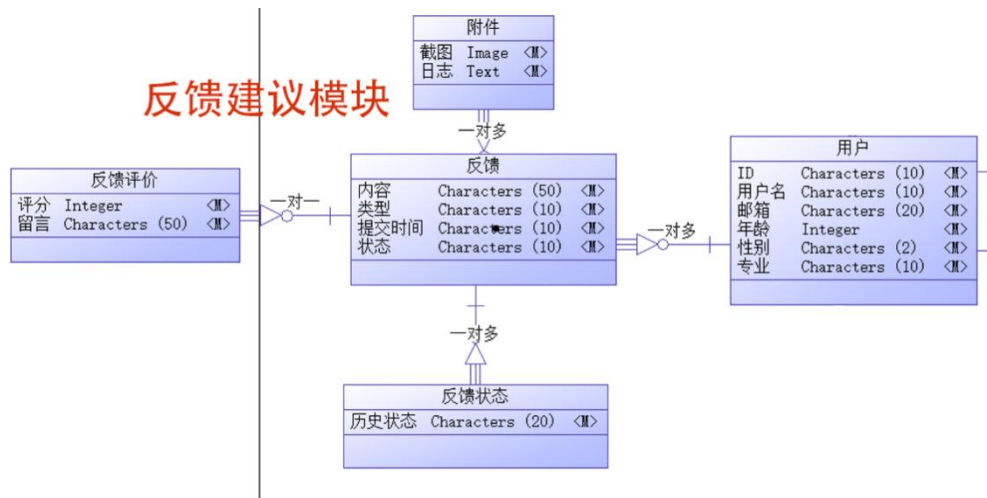 附件
截图 Image <M>
日志 Text <M>
反馈建议模块
一对多
反馈评价
评分 Integer <M>
留言 Characters (50) <M>
一对一
反馈
内容 Characters (50) <M>
类型 Characters (10) <M>
提交时间 Characters (10) <M>
状态 Characters (10) <M>
一对多
用户
ID Characters (10) <M>
用户名 Characters (10) <M>
邮箱 Characters (20) <M>
年龄 Integer <M>
性别 Characters (2) <M>
专业 Characters (10) <M>
一对多
反馈状态
历史状态 Characters (20) <M>